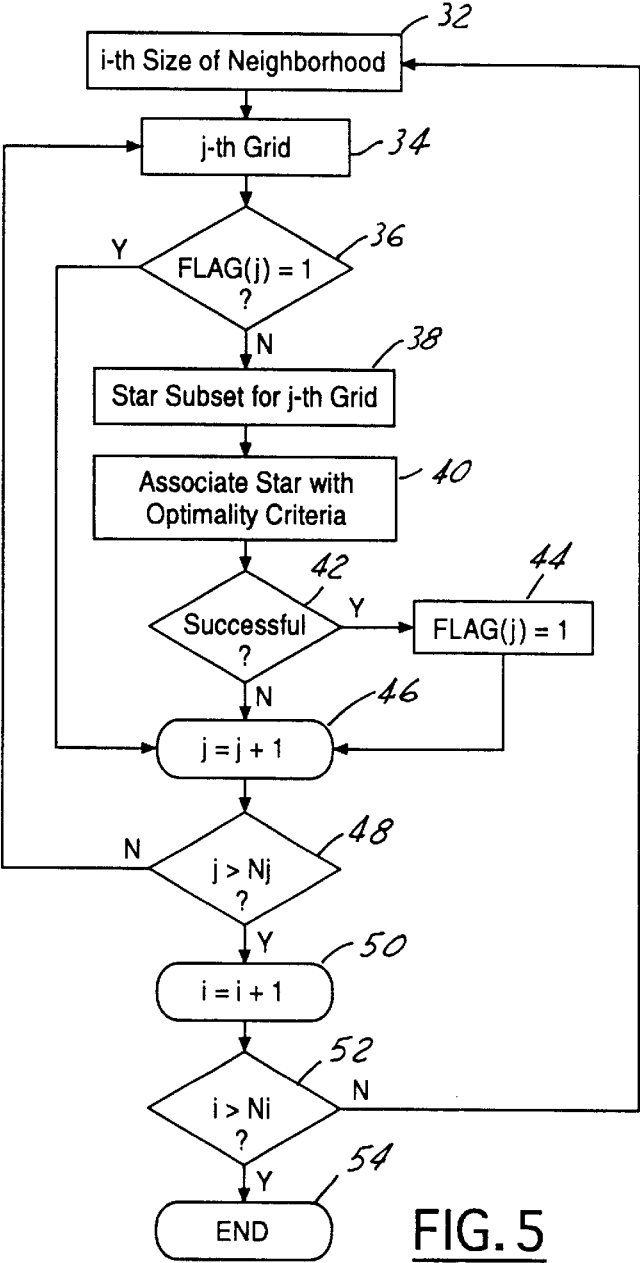 32
i-th Size of Neighborhood
j-th Grid
34
36
Y
FLAG(j) = 1
?
N
38
Star Subset for j-th Grid
40
Associate Star with
Optimality Criteria
42
44
Successful
?
Y
FLAG(j) = 1
N
46
j = j + 1
48
N
j > Nj
?
Y
50
i = i + 1
52
N
i > Ni
?
Y
54
END
FIG. 5